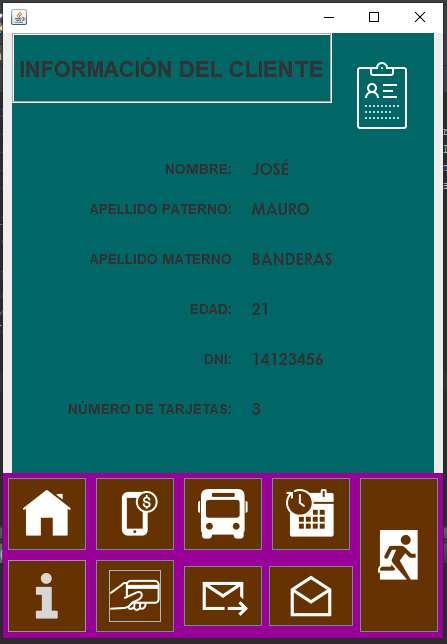 INFORMACIÓN DEL CLIENTE
NOMBRE: JOSÉ
APELLIDO PATERNO: MAURO
APELLIDO MATERNO BANDERAS
EDAD: 21
DNI: 14123456
NÚMERO DE TARJETAS: 3
$